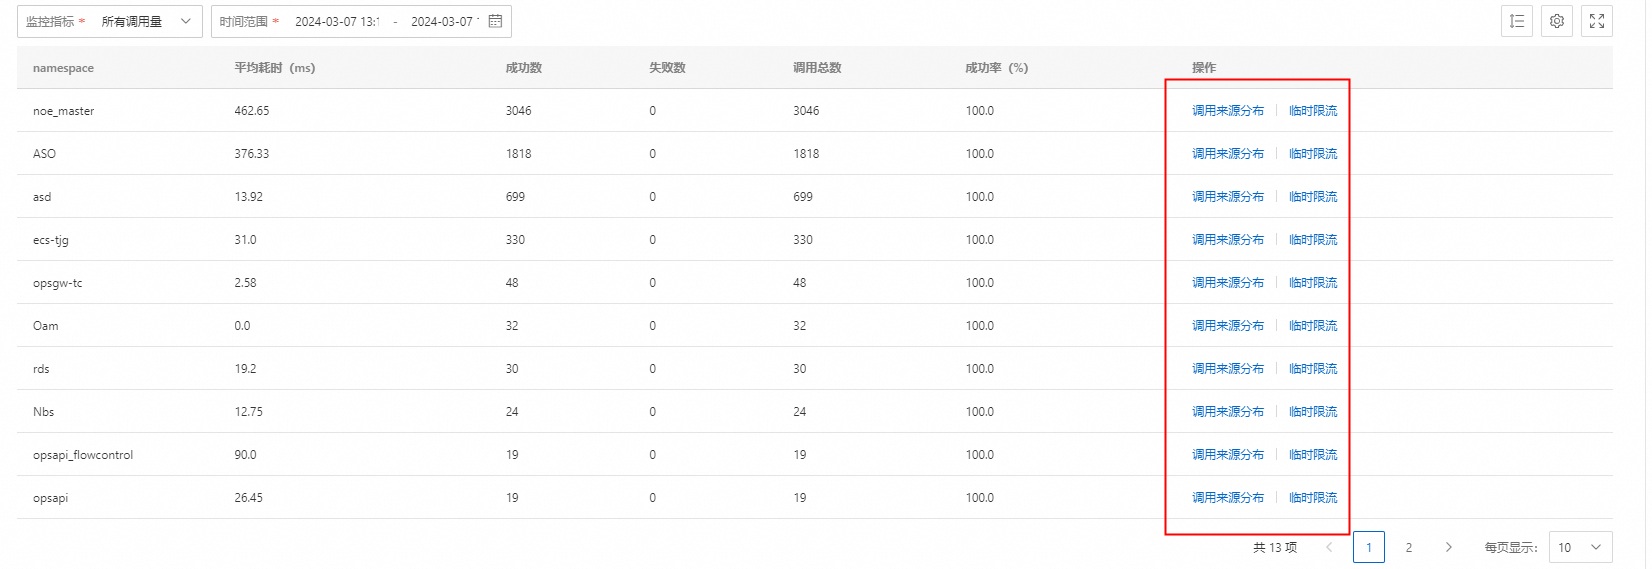 监控指标 * 所有调用量 时间范围 * 2024-03-07 13:1 - 2024-03-07
namespace 平均耗时（ms） 成功数 失败数 调用总数 成功率（%） 操作
noe_master 462.65 3046 0 3046 100.0 调用来源分布 临时限流
ASO 376.33 1818 0 1818 100.0 调用来源分布 临时限流
asd 13.92 699 0 699 100.0 调用来源分布 临时限流
ecs-tjg 31.0 330 0 330 100.0 调用来源分布 临时限流
opsgw-tc 2.58 48 0 48 100.0 调用来源分布 临时限流
Oam 0.0 32 0 32 100.0 调用来源分布 临时限流
rds 19.2 30 0 30 100.0 调用来源分布 临时限流
Nbs 12.75 24 0 24 100.0 调用来源分布 临时限流
opsapi_flowcontrol 90.0 19 0 19 100.0 调用来源分布 临时限流
opsapi 26.45 19 0 19 100.0 调用来源分布 临时限流
共 13 项 1 2 每页显示: 10